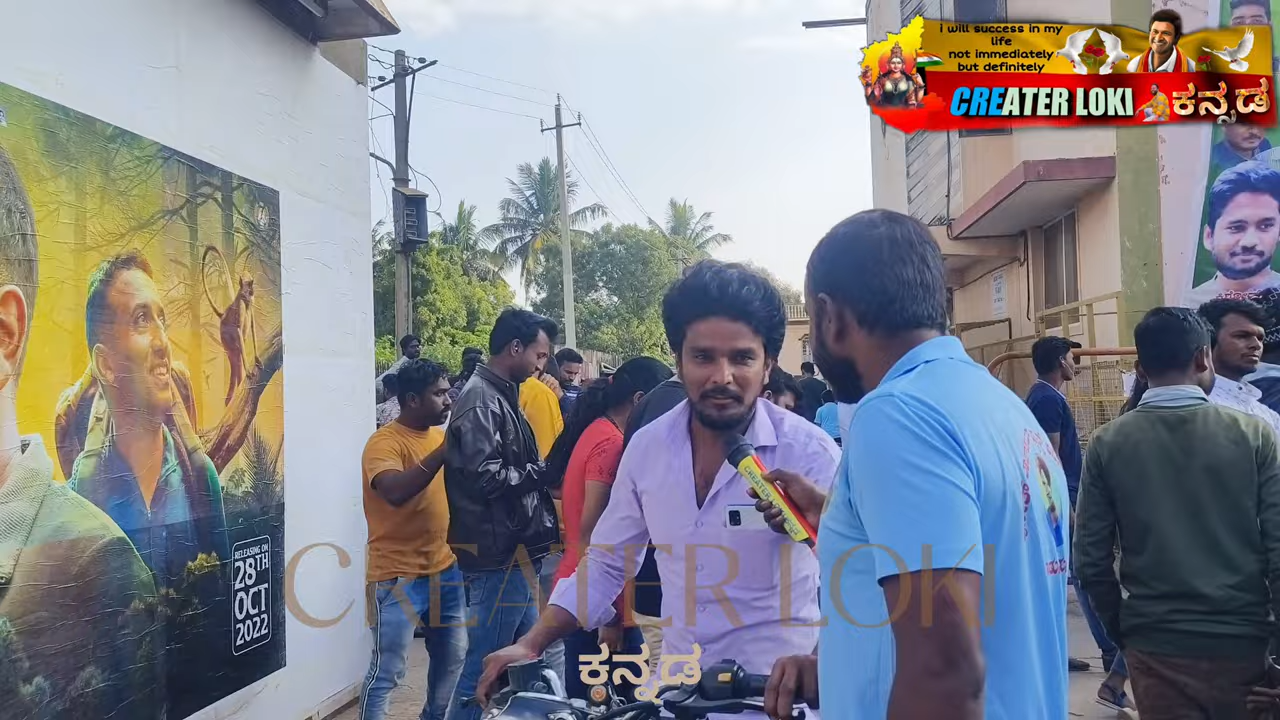 i will success in my
life
not immediately
but definitely
CREATER LOKI ಕನ್ನಡ
CREATER
RELEASING ON
28TH
OCT
2022
CREATER LOKI
ಕನ್ನಡ